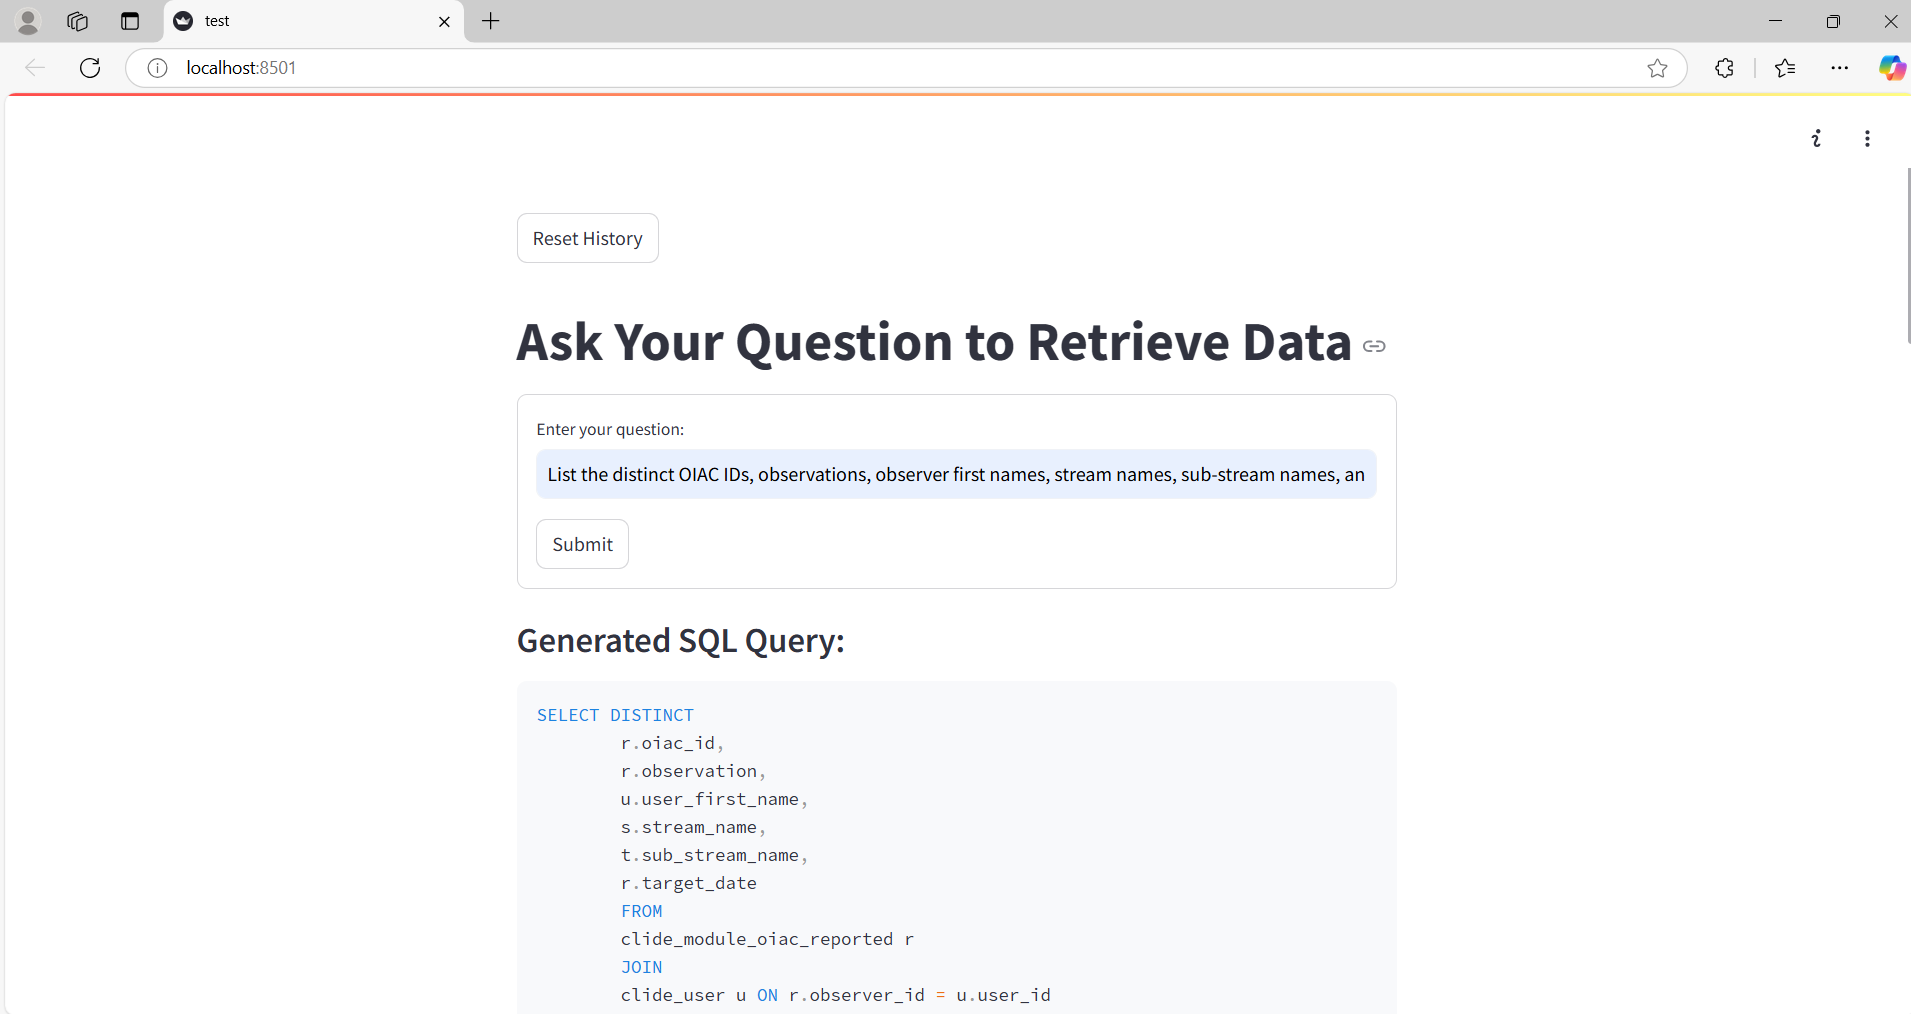 test
localhost:8501
Reset History
Ask Your Question to Retrieve Data
Enter your question:
List the distinct OIAC IDs, observations, observer first names, stream names, sub-stream names, an
Submit
Generated SQL Query:
SELECT DISTINCT
r.oiac_id,
r.observation,
u.user_first_name,
s.stream_name,
t.sub_stream_name,
r.target_date
FROM
clide_module_oiac_reported r
JOIN
clide_user u ON r.observer_id = u.user_id